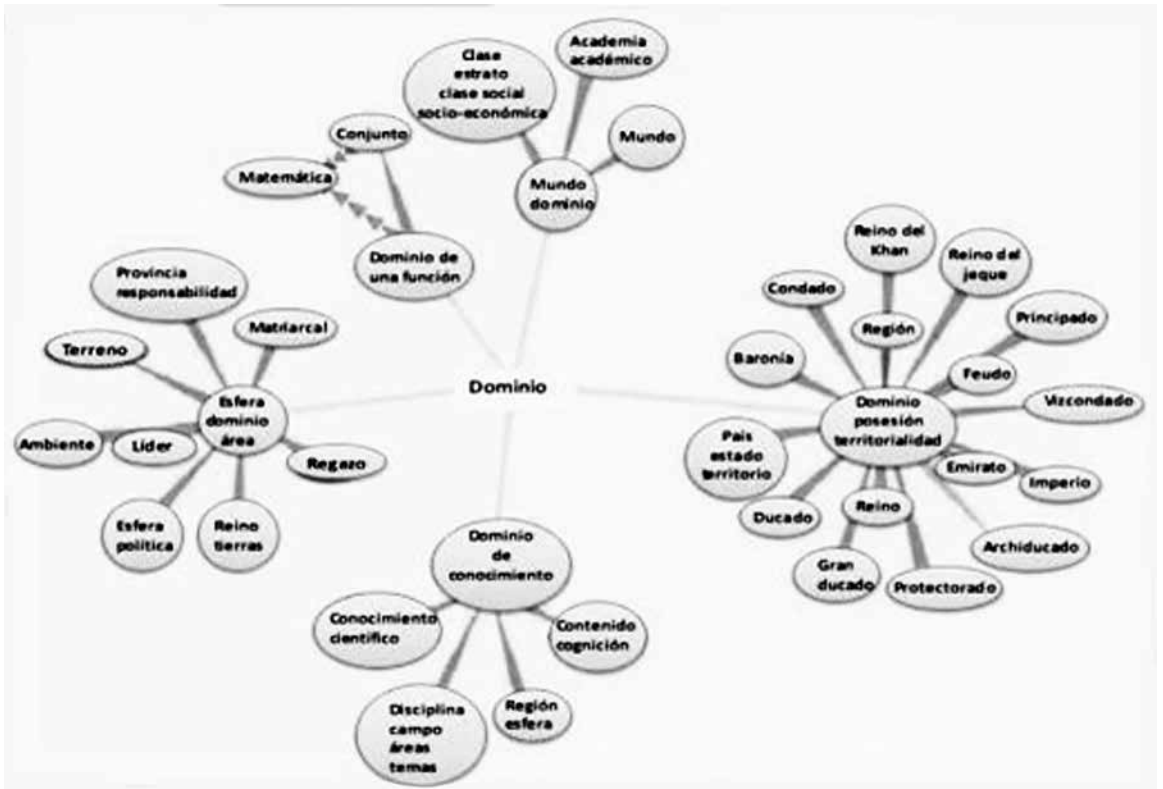 Clase
estrato
clase social
socio-económica
Academia
académico
Mundo
Mundo
dominio
Conjunto
Matemática
Dominio de
una función
Provincia
responsabilidad
Matriarcal
Terreno
Esfera
dominio
área
Ambiente
Líder
Regazo
Esfera
política
Reino
tierras
Dominio
Dominio
de
conocimiento
Conocimiento
científico
Contenido
cognición
Disciplina
campo
áreas
temas
Región
esfera
Reino del
Khan
Reino del
jeque
Condado
Región
Principado
Baronía
Feudo
Dominio
posesión
territorialidad
Vizcondado
País
estado
territorio
Emirato
Imperio
Ducado
Reino
Archiducado
Gran
ducado
Protectorado